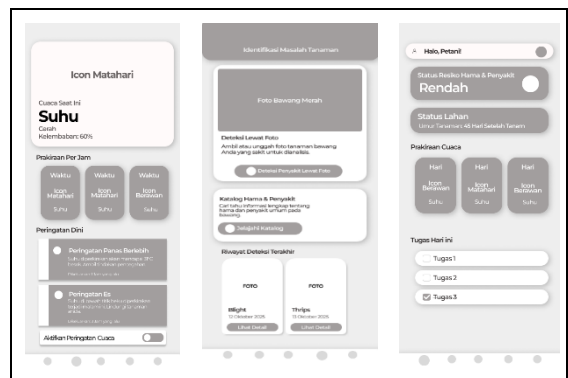 Icon Matahari
Cuaca Saat Ini
Suhu
Cerah
Kelembaban: 60%
Prakiraan Per Jam
Waktu
Icon
Matahari
Suhu
Waktu
Icon
Matahari
Suhu
Waktu
Icon
Berawan
Suhu
Peringatan Dini
Peringatan Panas Berlebih
Peringatan Es
Aktifkan Peringatan Cuaca
Identifikasi Masalah Tanaman
Foto Bawang Merah
Deteksi Lewat Foto
Ambil atau unggah foto tanaman bawang
Anda yang sakit untuk dianalisis.
Deteksi Penyakit Lewat Foto
Katalog Hama & Penyakit
Cari tahu informasi lengkap tentang
hama dan penyakit umum pada
bawang.
Jelajahi Katalog
Riwayat Deteksi Terakhir
FOTO
Blight
12 Oktober 2025
Lihat Detail
FOTO
Thrips
11 Oktober 2025
Lihat Detail
Halo, Petani!
Status Resiko Hama & Penyakit
Rendah
Status Lahan
Umur Tanaman: 45 Hari Setelah Tanam
Prakiraan Cuaca
Hari
Icon
Berawan
Suhu
Hari
Icon
Matahari
Suhu
Hari
Icon
Berawan
Suhu
Tugas Hari ini
Tugas 1
Tugas 2
Tugas 3